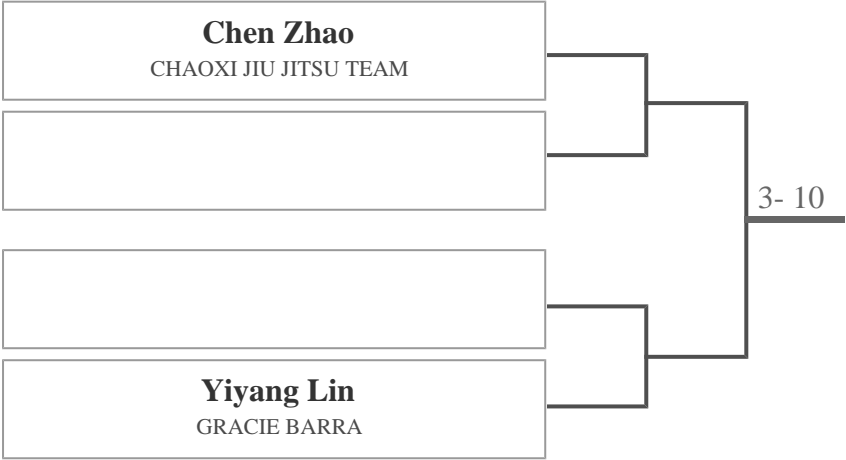 Chen Zhao
CHAOXI JIU JITSU TEAM
3- 10
Yiyang Lin
GRACIE BARRA